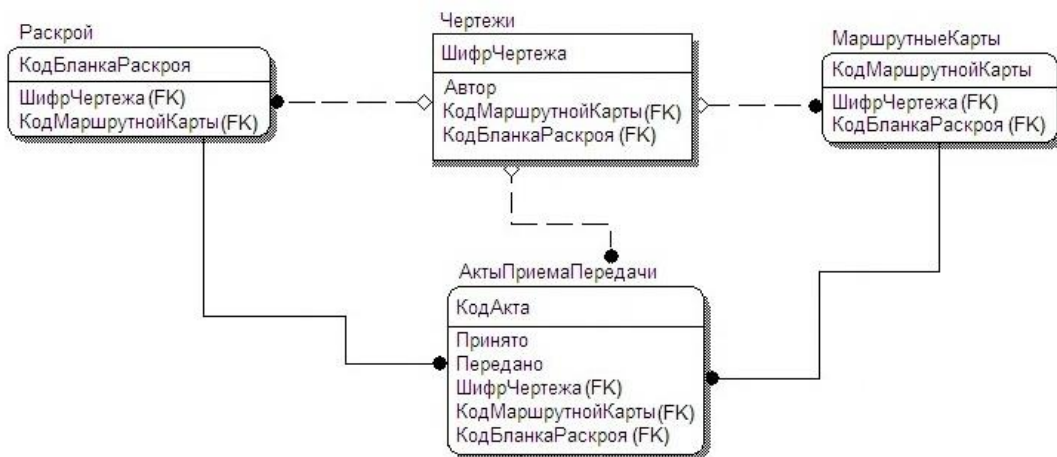 Раскрой
КодБланкаРаскроя
ШифрЧертежа (FK)
КодМаршрутнойКарты (FK)
Чертежи
ШифрЧертежа
Автор
КодМаршрутнойКарты (FK)
КодБланкаРаскроя (FK)
МаршрутныеКарты
КодМаршрутнойКарты
ШифрЧертежа (FK)
КодБланкаРаскроя (FK)
АктыПриемаПередачи
КодАкта
Принято
Передано
ШифрЧертежа (FK)
КодМаршрутнойКарты (FK)
КодБланкаРаскроя (FK)